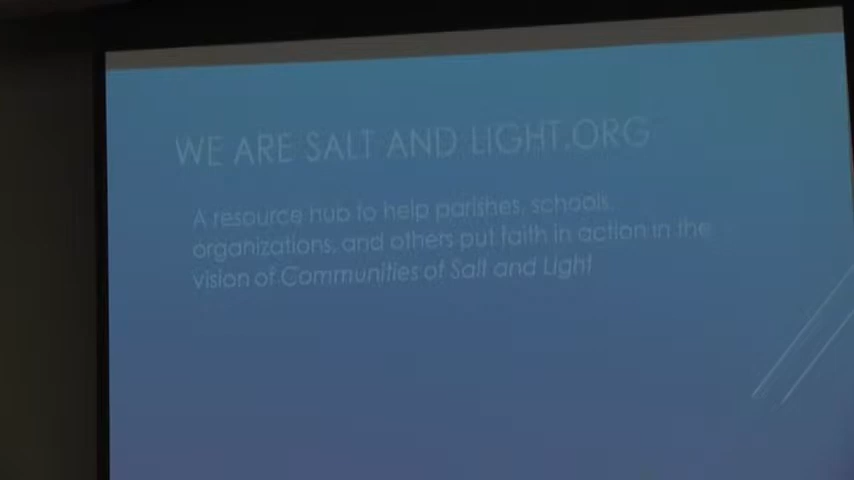 WE ARE SALT AND LIGHT.ORG
A resource hub to help parishes, schools,
organizations, and others put faith in action in the
vision of Communities of Salt and Light